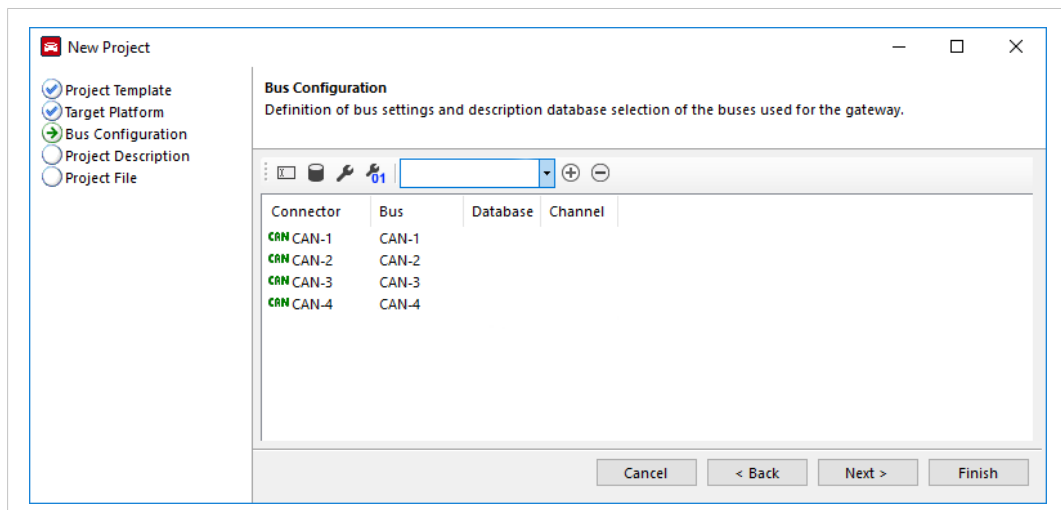 New Project
Project Template
Target Platform
Bus Configuration
Project Description
Project File
Bus Configuration
Definition of bus settings and description database selection of the buses used for the gateway.
01
Connector Bus Database Channel
CAN CAN-1 CAN-1
CAN CAN-2 CAN-2
CAN CAN-3 CAN-3
CAN CAN-4 CAN-4
Cancel < Back Next > Finish